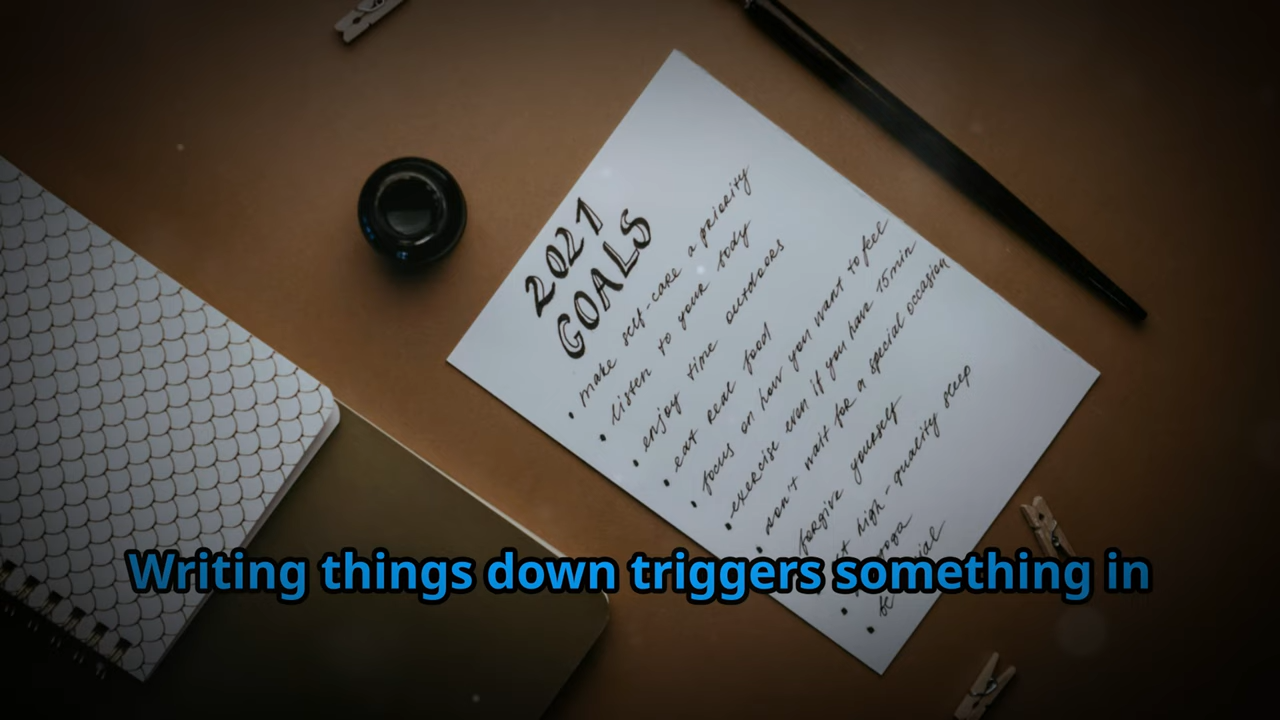 2021
GOALS
• make self-care a priority
• listen to your body
• enjoy time outdoors
• eat real food
• focus on how you want to feel
• exercise even if you have 15min
• don't wait for a special occasion
forgive yourself
high-quality sleep
yoga
Writing things down triggers something in